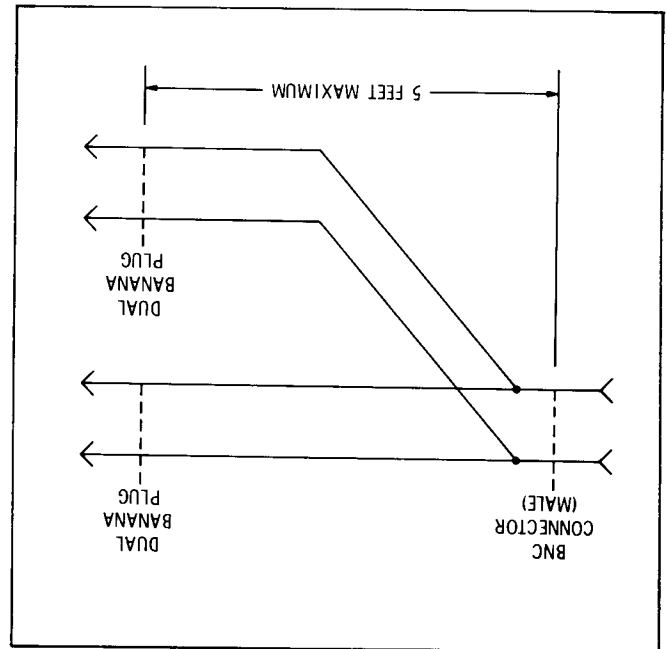 BNC
CONNECTOR
(MALE)
DUAL
BANANA
PLUG
DUAL
BANANA
PLUG
5 FEET MAXIMUM